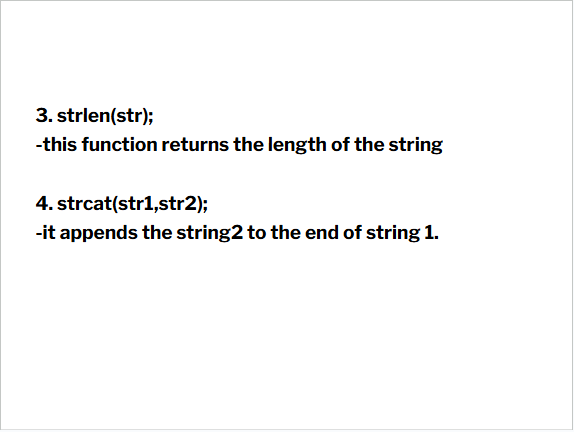 3. strlen(str);
-this function returns the length of the string
4. strcat(str1,str2);
-it appends the string2 to the end of string 1.